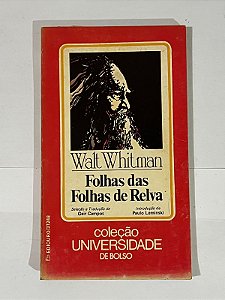 Walt Whitman
Folhas das
Folhas de Relva
Seleção e Tradução de
Geir Campos
Introdução de
Paulo Leminski
coleção
UNIVERSIDADE
DE BOLSO
EDIOURO